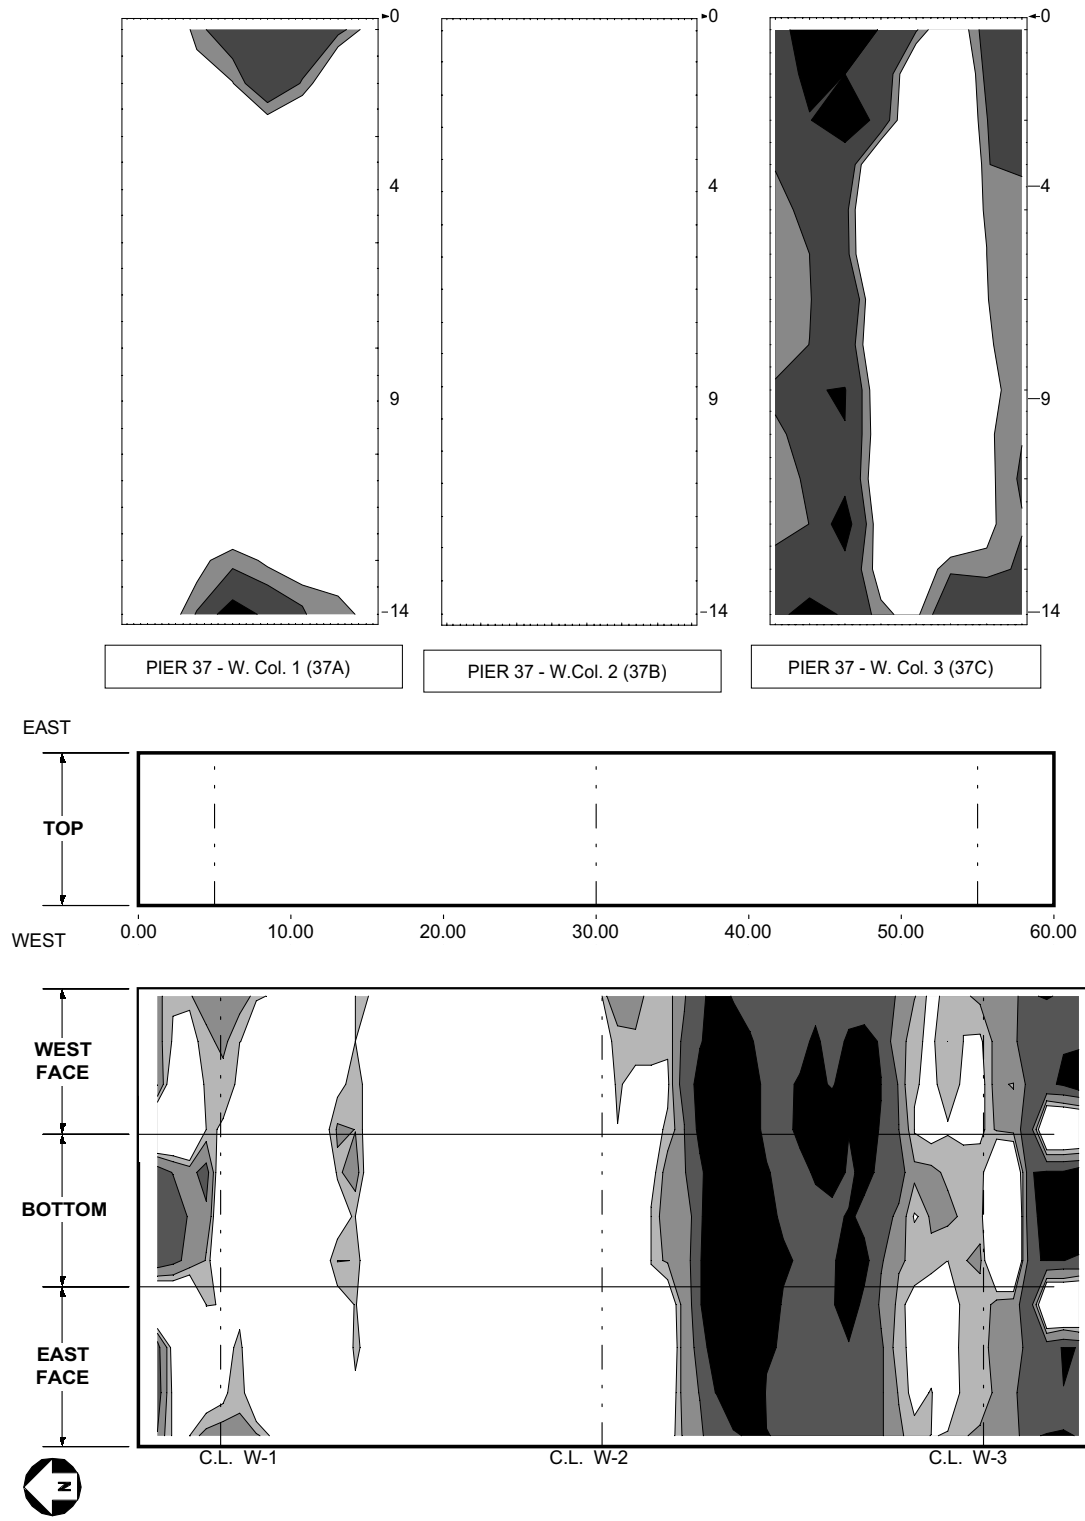 0 0 0
4 4 4
9 9 9
14 14 14
PIER 37 - W. Col. 1 (37A) PIER 37 - W.Col. 2 (37B) PIER 37 - W. Col. 3 (37C)
EAST
TOP
WEST
0.00 10.00 20.00 30.00 40.00 50.00 60.00
WEST
FACE
BOTTOM
EAST
FACE
C.L. W-1 C.L. W-2 C.L. W-3
N